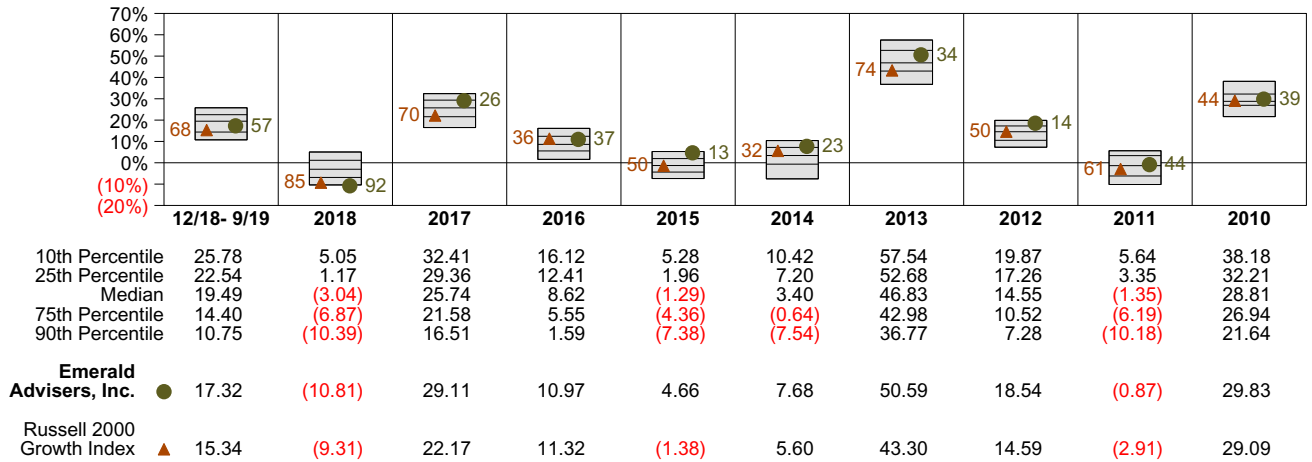 70%
60%
50%
40%
30%
20%
10%
0%
(10%)
(20%)
68 57
85 92
70 26
36 37
50 13
32 23
74 34
50 14
61 44
44 39
12/18- 9/19 2018 2017 2016 2015 2014 2013 2012 2011 2010
10th Percentile 25.78 5.05 32.41 16.12 5.28 10.42 57.54 19.87 5.64 38.18
25th Percentile 22.54 1.17 29.36 12.41 1.96 7.20 52.68 17.26 3.35 32.21
Median 19.49 (3.04) 25.74 8.62 (1.29) 3.40 46.83 14.55 (1.35) 28.81
75th Percentile 14.40 (6.87) 21.58 5.55 (4.36) (0.64) 42.98 10.52 (6.19) 26.94
90th Percentile 10.75 (10.39) 16.51 1.59 (7.38) (7.54) 36.77 7.28 (10.18) 21.64
Emerald
Advisers, Inc. 17.32 (10.81) 29.11 10.97 4.66 7.68 50.59 18.54 (0.87) 29.83
Russell 2000
Growth Index 15.34 (9.31) 22.17 11.32 (1.38) 5.60 43.30 14.59 (2.91) 29.09